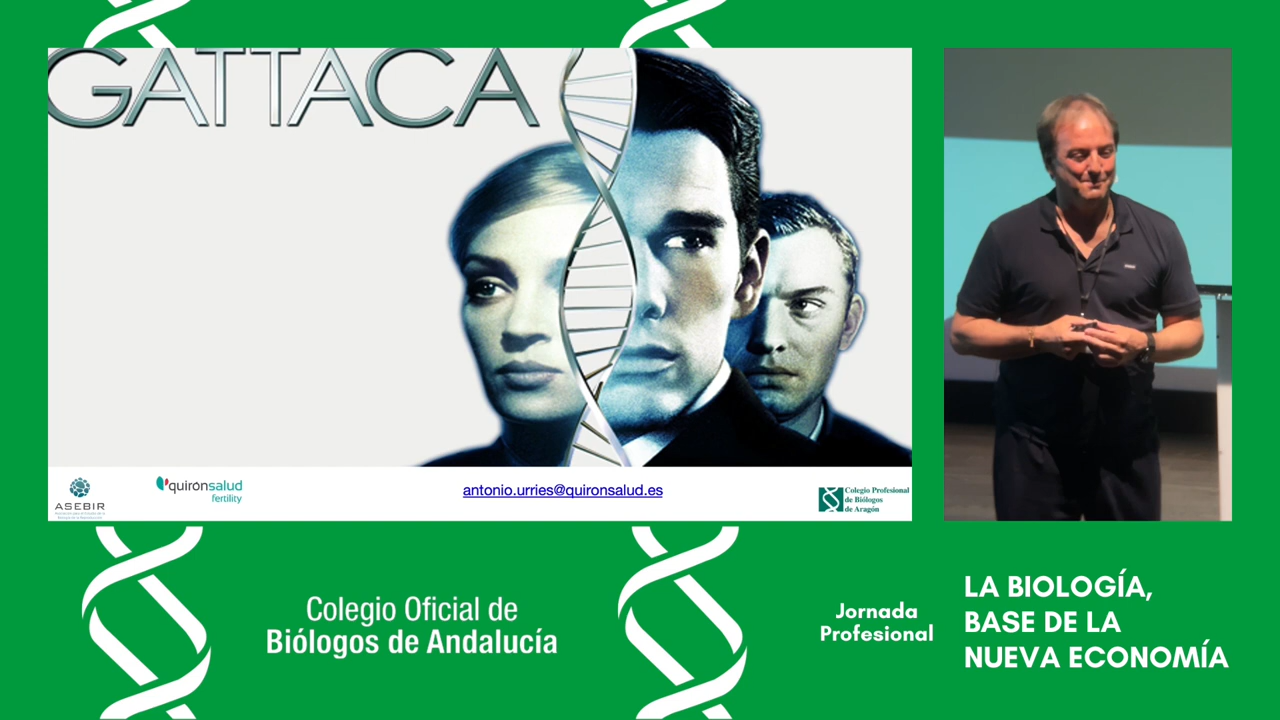 GATTACA
ASEBIR
quirónsalud
fertility
antonio.urries@quironsalud.es
Colegio Profesional
de Biólogos
de Aragón
Colegio Oficial de
Biólogos de Andalucía
Jornada
Profesional
LA BIOLOGÍA,
BASE DE LA
NUEVA ECONOMÍA